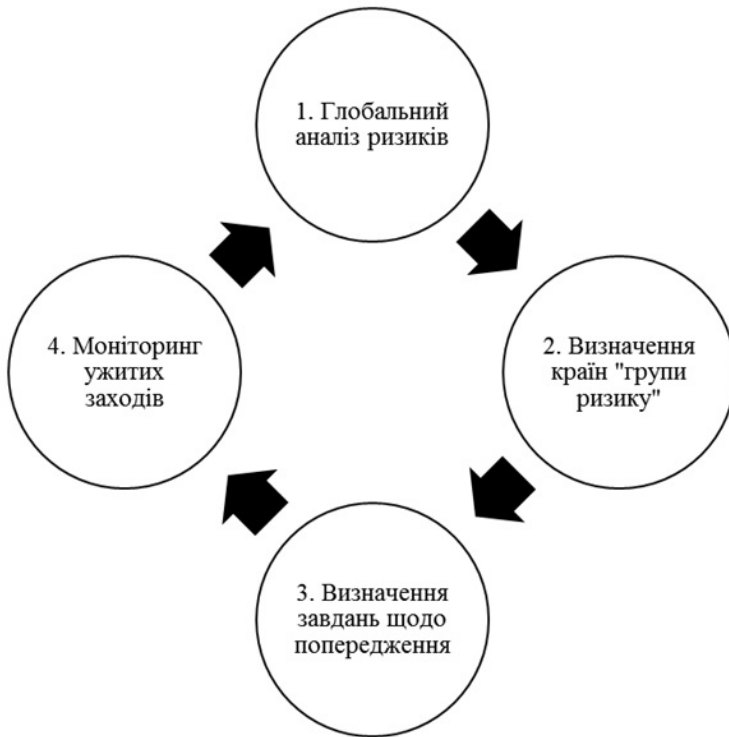 1. Глобальний
аналіз ризиків
2. Визначення
країн "групи
ризику"
3. Визначення
завдань щодо
попередження
4. Моніторинг
ужитих
заходів